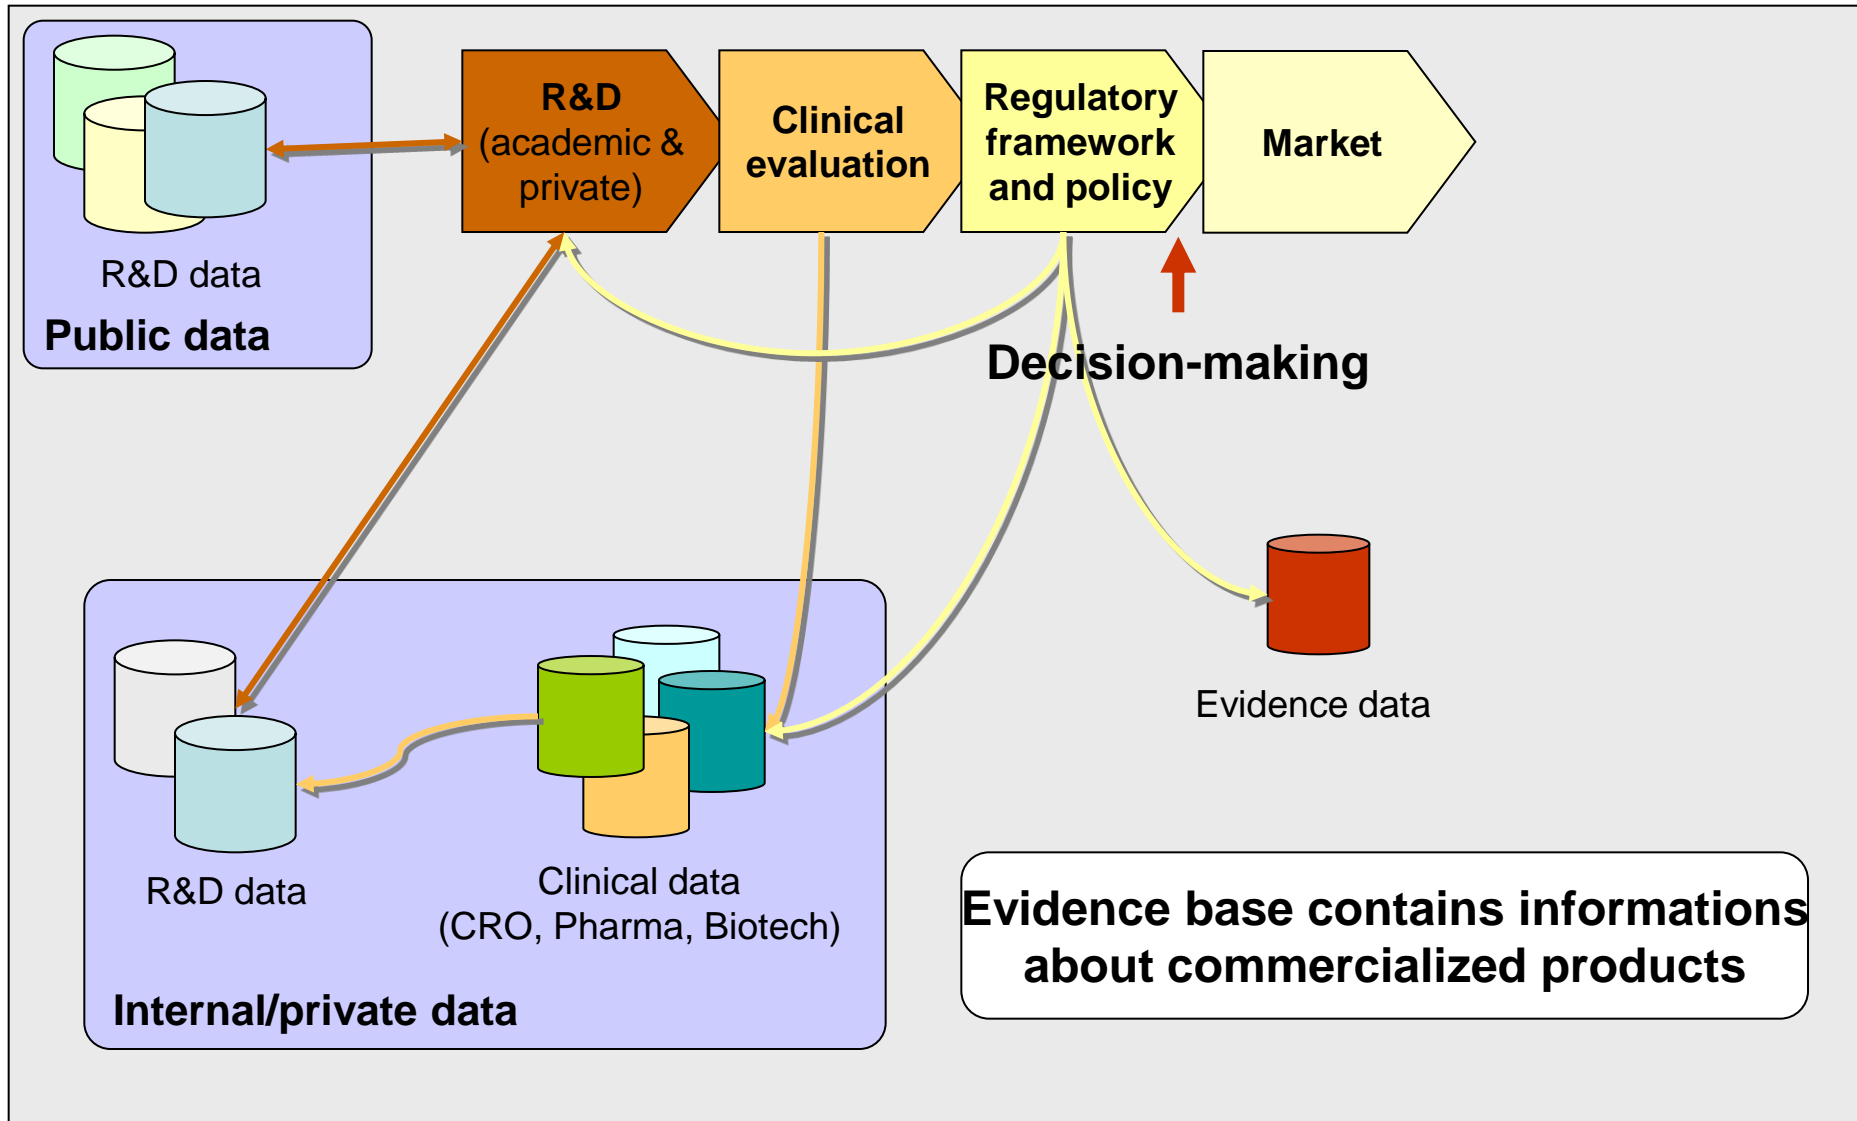 R&D
(academic &
private)
Clinical
evaluation
Regulatory
framework
and policy
Market
R&D data
Public data
Decision-making
Evidence data
R&D data
Clinical data
(CRO, Pharma, Biotech)
Internal/private data
Evidence base contains informations
about commercialized products